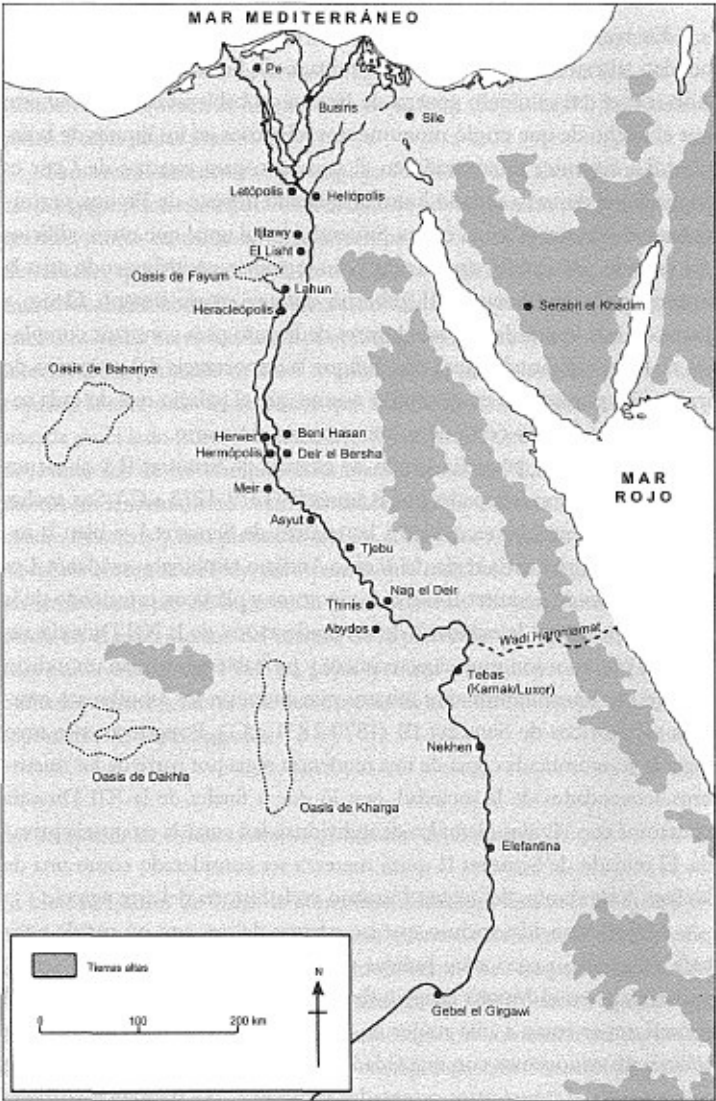 MAR MEDITERRÁNEO
Pe
Busiris
Sile
Letópolis
Heliópolis
Itjtawy
El Lisht
Oasis de Fayum
Lahun
Heracleópolis
Serabit el Khadim
Oasis de Bahariya
Herwer
Beni Hasan
Hermópolis
Deir el Bersha
MAR
ROJO
Meir
Asyut
Tjebu
Nag el Deir
Thinis
Abydos
Wadi Hammamat
Tebas
(Karnak/Luxor)
Nekhen
Oasis de Dakhla
Oasis de Kharga
Elefantina
Tierras altas
N
0 100 200 km
Gebel el Girgawi